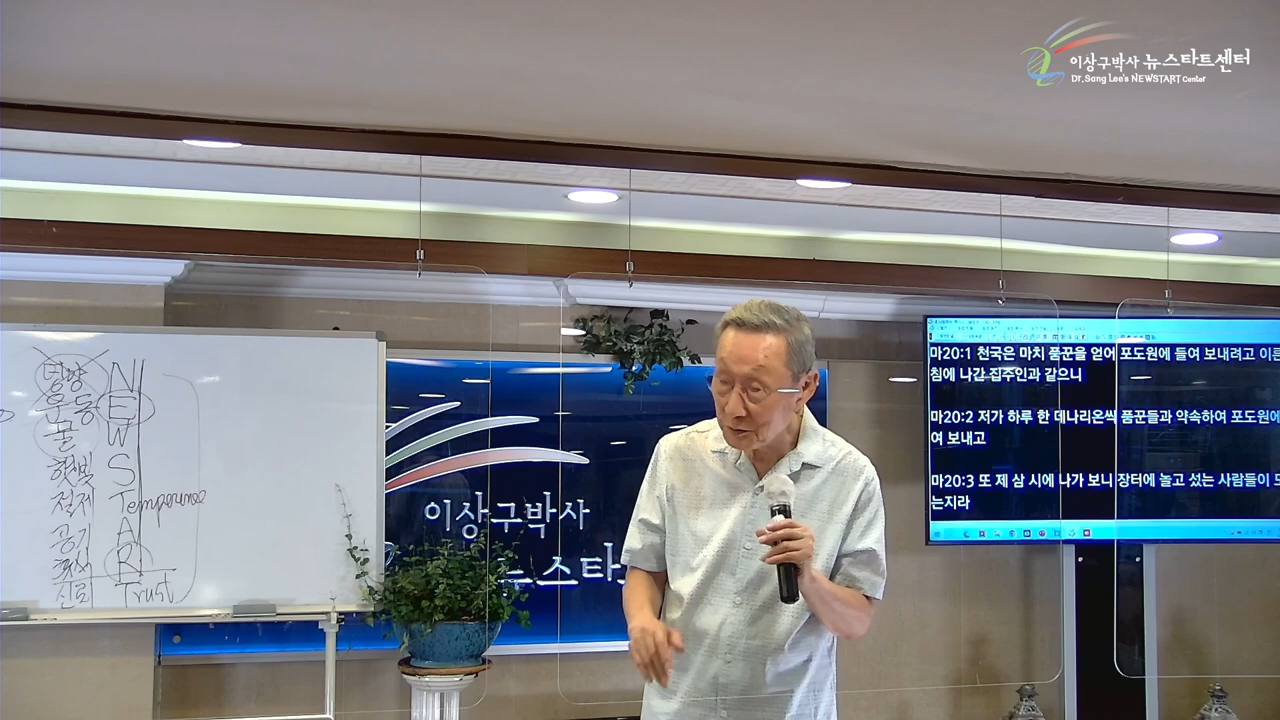 이상구박사 뉴스타트센터
Dr. Sang Lee's NEWSTART Center
영양 N
운동 E
물 W
햇빛 S
절제 Temperance
공기 A
휴식 R
신뢰 Trust
이상구박사
뉴스타
마20:1 천국은 마치 품꾼을 얻어 포도원에 들여 보내려고 이른
침에 나간 집주인과 같으니
마20:2 저가 하루 한 데나리온씩 품꾼들과 약속하여 포도원에
여 보내고
마20:3 또 제 삼 시에 나가 보니 장터에 놀고 섰는 사람들이 또
는지라